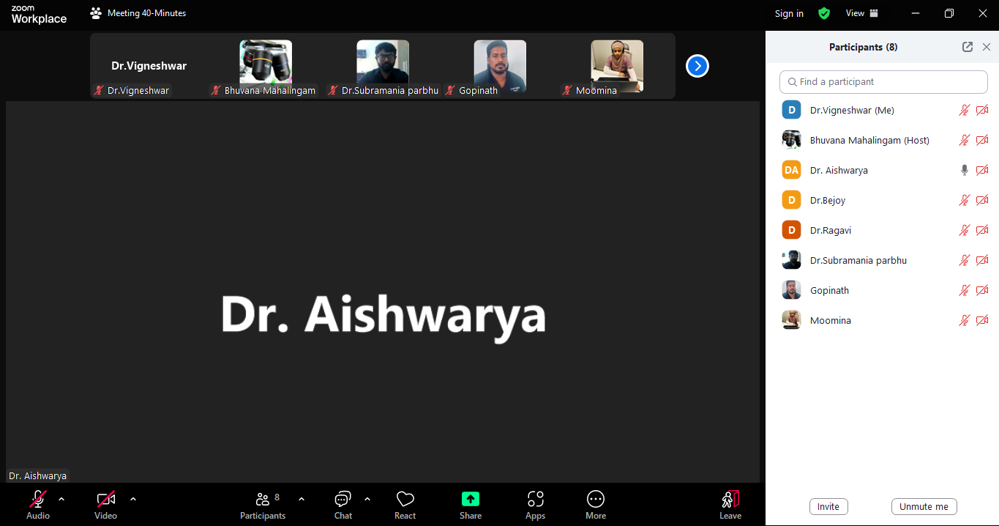 zoom
Workplace
Meeting 40-Minutes
Sign in
View
Dr.Vigneshwar
Dr.Vigneshwar
Bhuvana Mahalingam
Dr.Subramania parbhu
Gopinath
Moomina
Dr. Aishwarya
Dr. Aishwarya
Participants (8)
Find a participant
D Dr.Vigneshwar (Me)
Bhuvana Mahalingam (Host)
DA Dr. Aishwarya
D Dr.Bejoy
D Dr.Ragavi
Dr.Subramania parbhu
Gopinath
Moomina
Invite
Unmute me
Audio
Video
8
Participants
Chat
React
Share
Apps
More
Leave